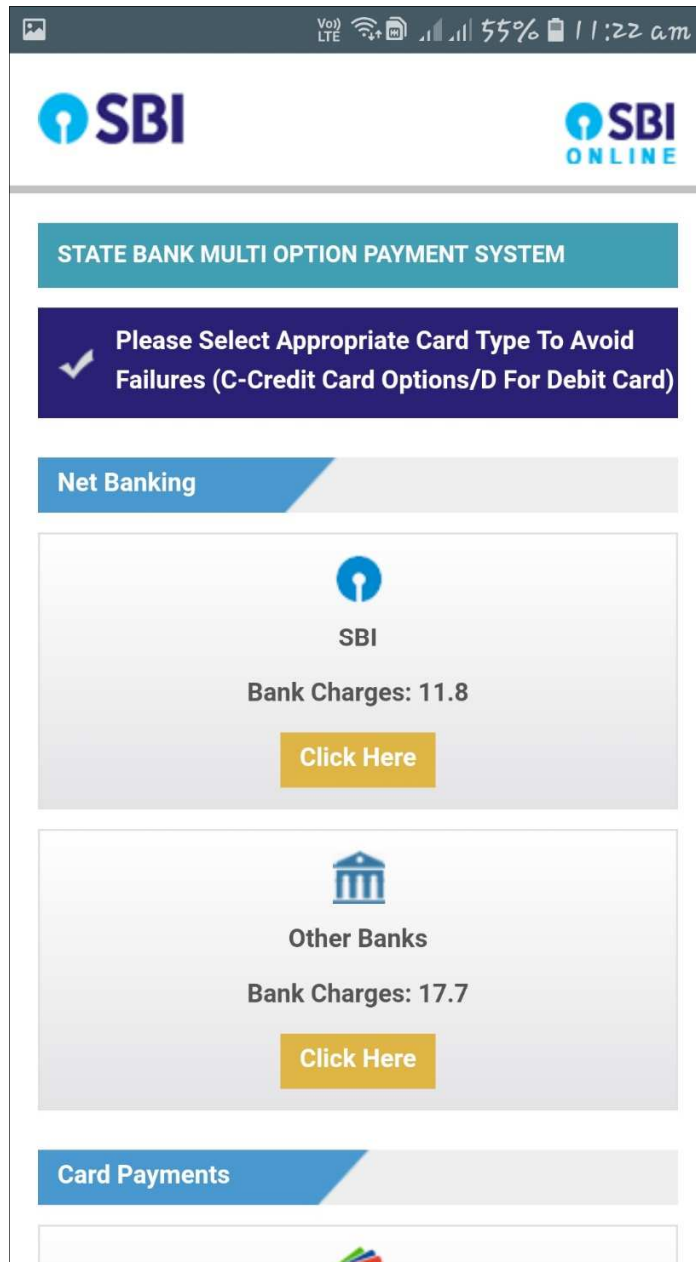 Vo)) LTE 55% 11:22 am
SBI
SBI
ONLINE
STATE BANK MULTI OPTION PAYMENT SYSTEM
Please Select Appropriate Card Type To Avoid
Failures (C-Credit Card Options/D For Debit Card)
Net Banking
SBI
Bank Charges: 11.8
Click Here
Other Banks
Bank Charges: 17.7
Click Here
Card Payments